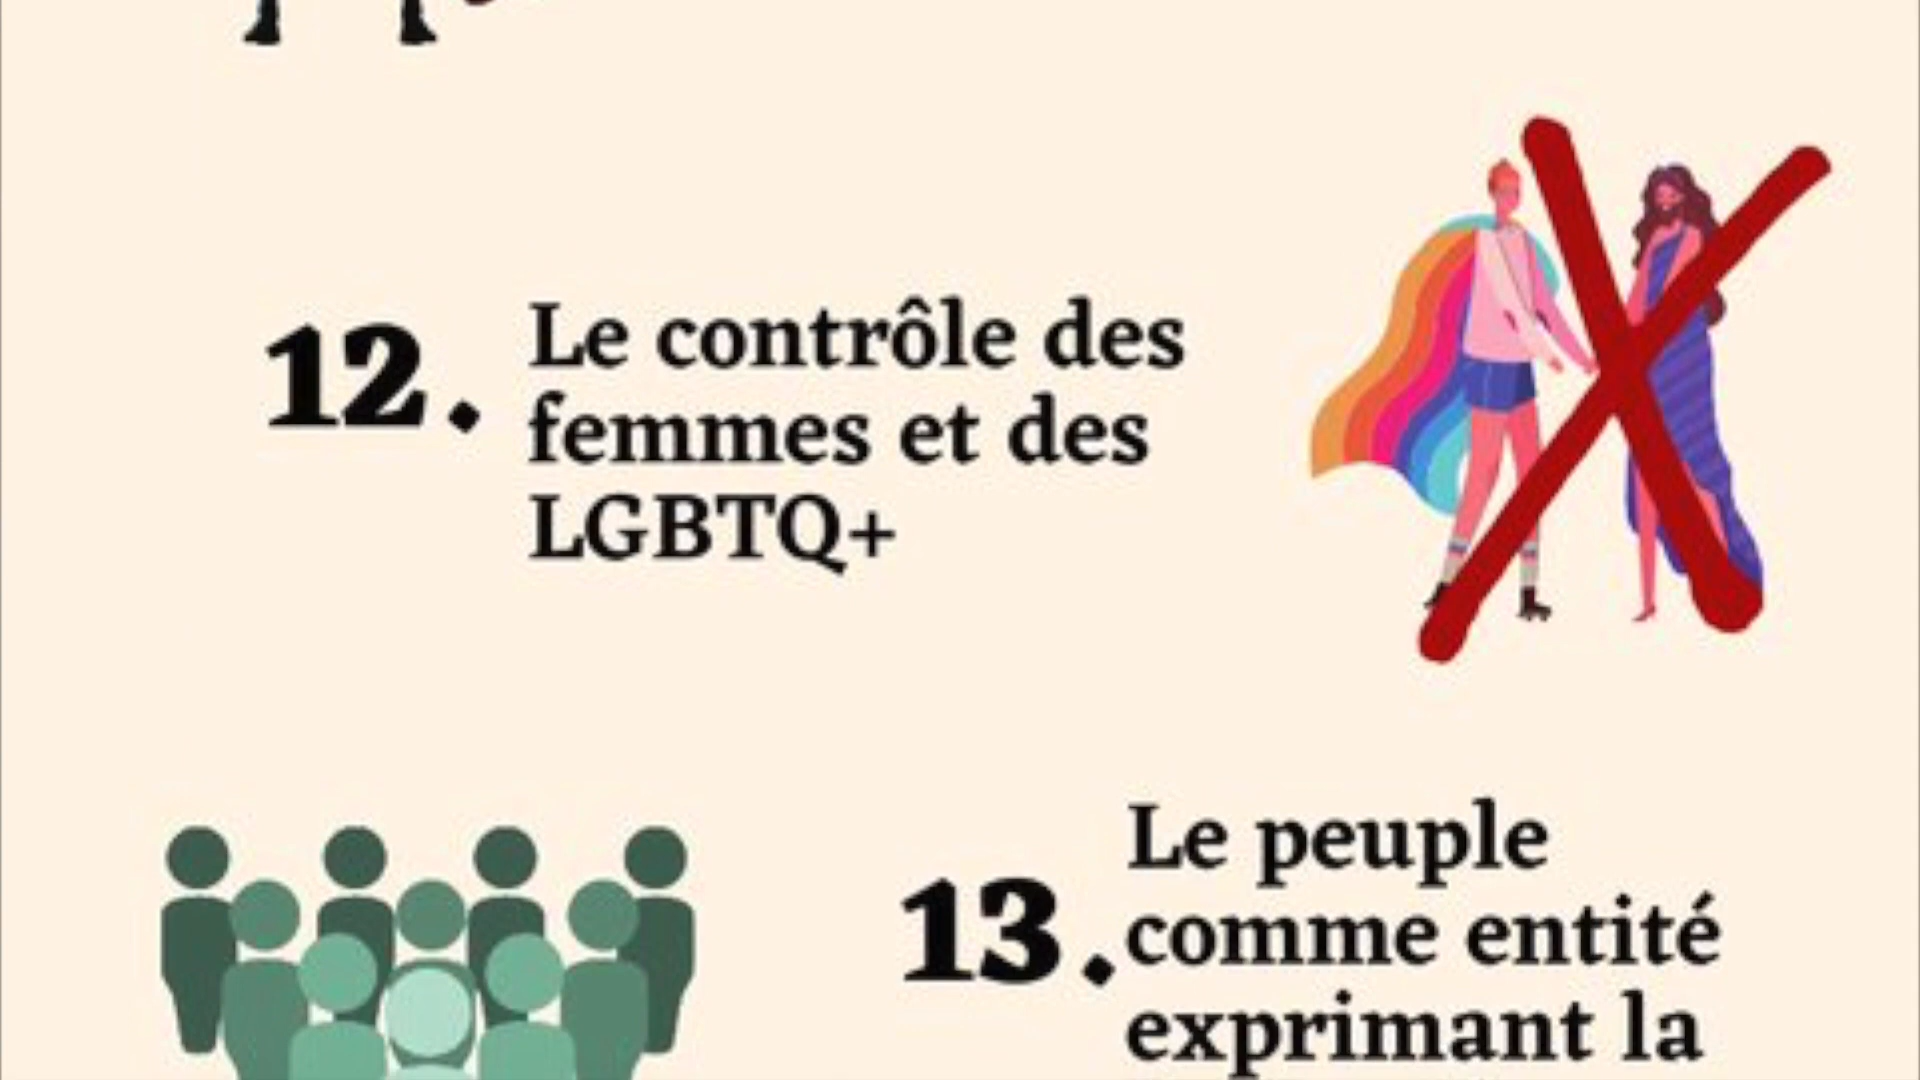 12. Le contrôle des
femmes et des
LGBTQ+
Le peuple
13. comme entité
exprimant la